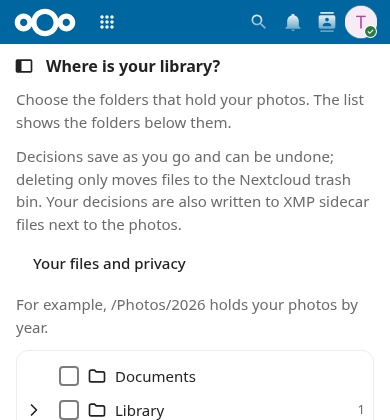 T
Where is your library?
Choose the folders that hold your photos. The list
shows the folders below them.
Decisions save as you go and can be undone;
deleting only moves files to the Nextcloud trash
bin. Your decisions are also written to XMP sidecar
files next to the photos.
Your files and privacy
For example, /Photos/2026 holds your photos by
year.
Documents
Library 1